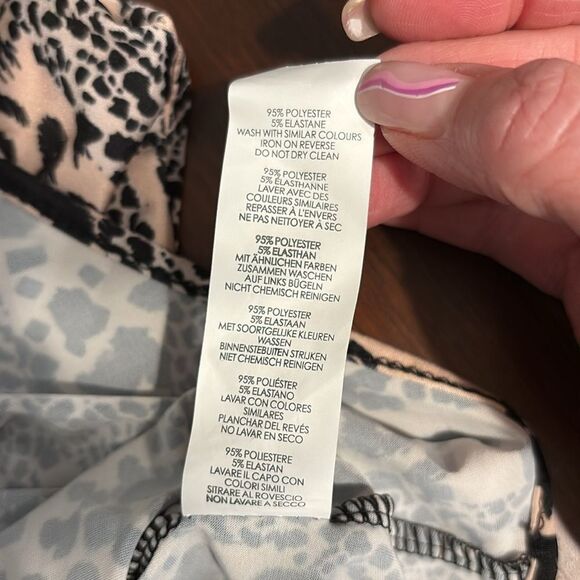 95% POLYESTER
5% ELASTANE
WASH WITH SIMILAR COLOURS
IRON ON REVERSE
DO NOT DRY CLEAN
95% POLYESTER
5% ÉLASTHANNE
LAVER AVEC DES
COULEURS SIMILAIRES
REPASSER À L'ENVERS
NE PAS NETTOYER À SEC
95% POLYESTER
5% ELASTHAN
MIT ÄHNLICHEN FARBEN
ZUSAMMEN WASCHEN
AUF LINKS BÜGELN
NICHT CHEMISCH REINIGEN
95% POLYESTER
5% ELASTAAN
MET SOORTGELIJKE KLEUREN
WASSEN
BINNENSTEBUITEN STRIJKEN
NIET CHEMISCH REINIGEN
95% POLIÉSTER
5% ELASTANO
LAVAR CON COLORES
SIMILARES
PLANCHAR DEL REVÉS
NO LAVAR EN SECO
95% POLIESTERE
5% ELASTAN
LAVARE IL CAPO CON
COLORI SIMILI
SITRARE AL ROVESCIO
NON LAVARE A SECCO